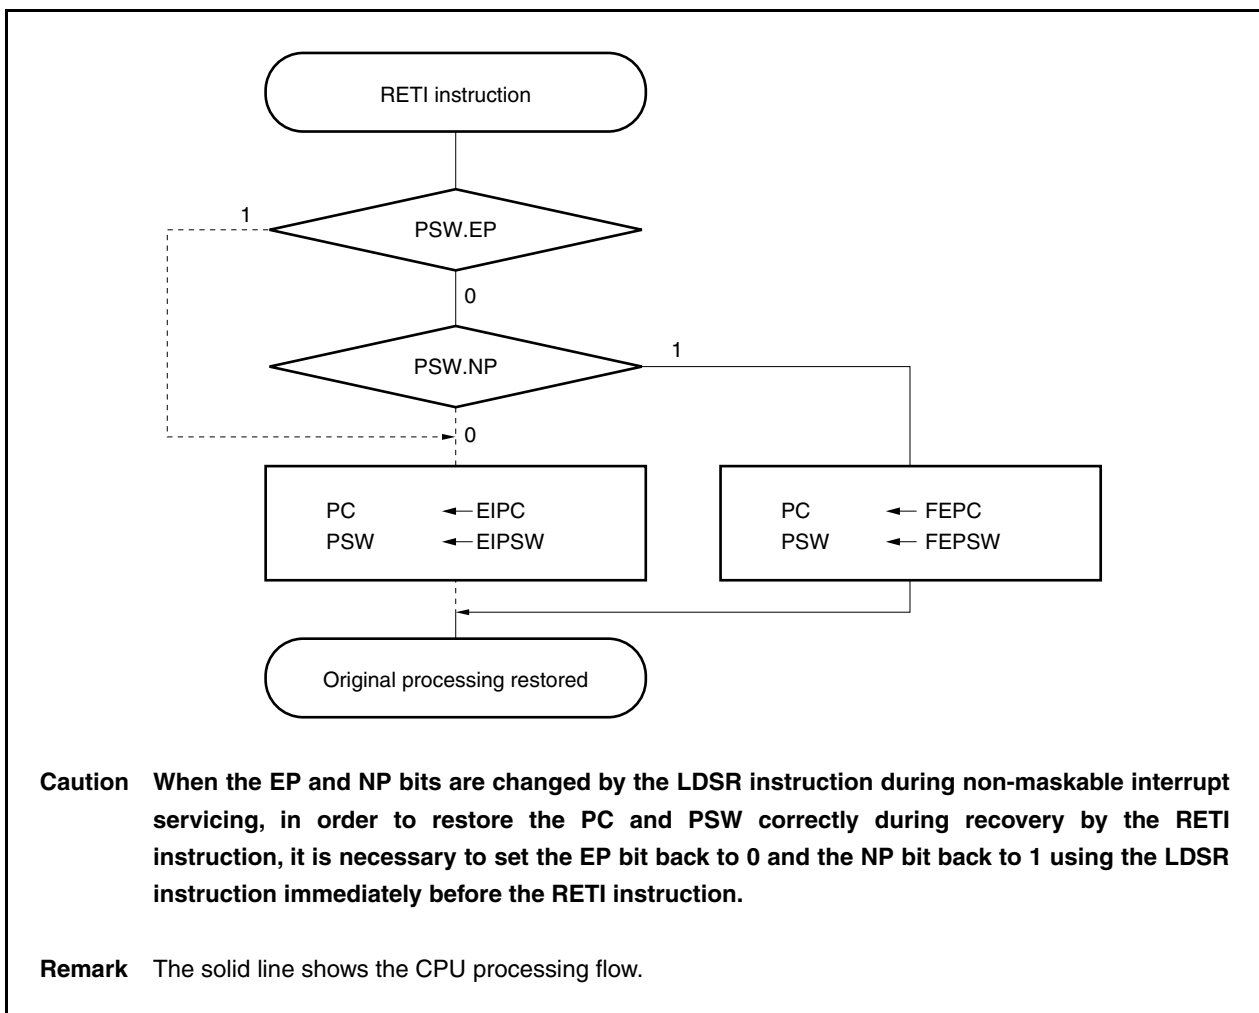 RETI instruction
1
PSW.EP
0
PSW.NP
1
0
PC EIPC
PSW EIPSW
PC FEPC
PSW FEPSW
Original processing restored
Caution When the EP and NP bits are changed by the LDSR instruction during non-maskable interrupt
servicing, in order to restore the PC and PSW correctly during recovery by the RETI
instruction, it is necessary to set the EP bit back to 0 and the NP bit back to 1 using the LDSR
instruction immediately before the RETI instruction.
Remark The solid line shows the CPU processing flow.